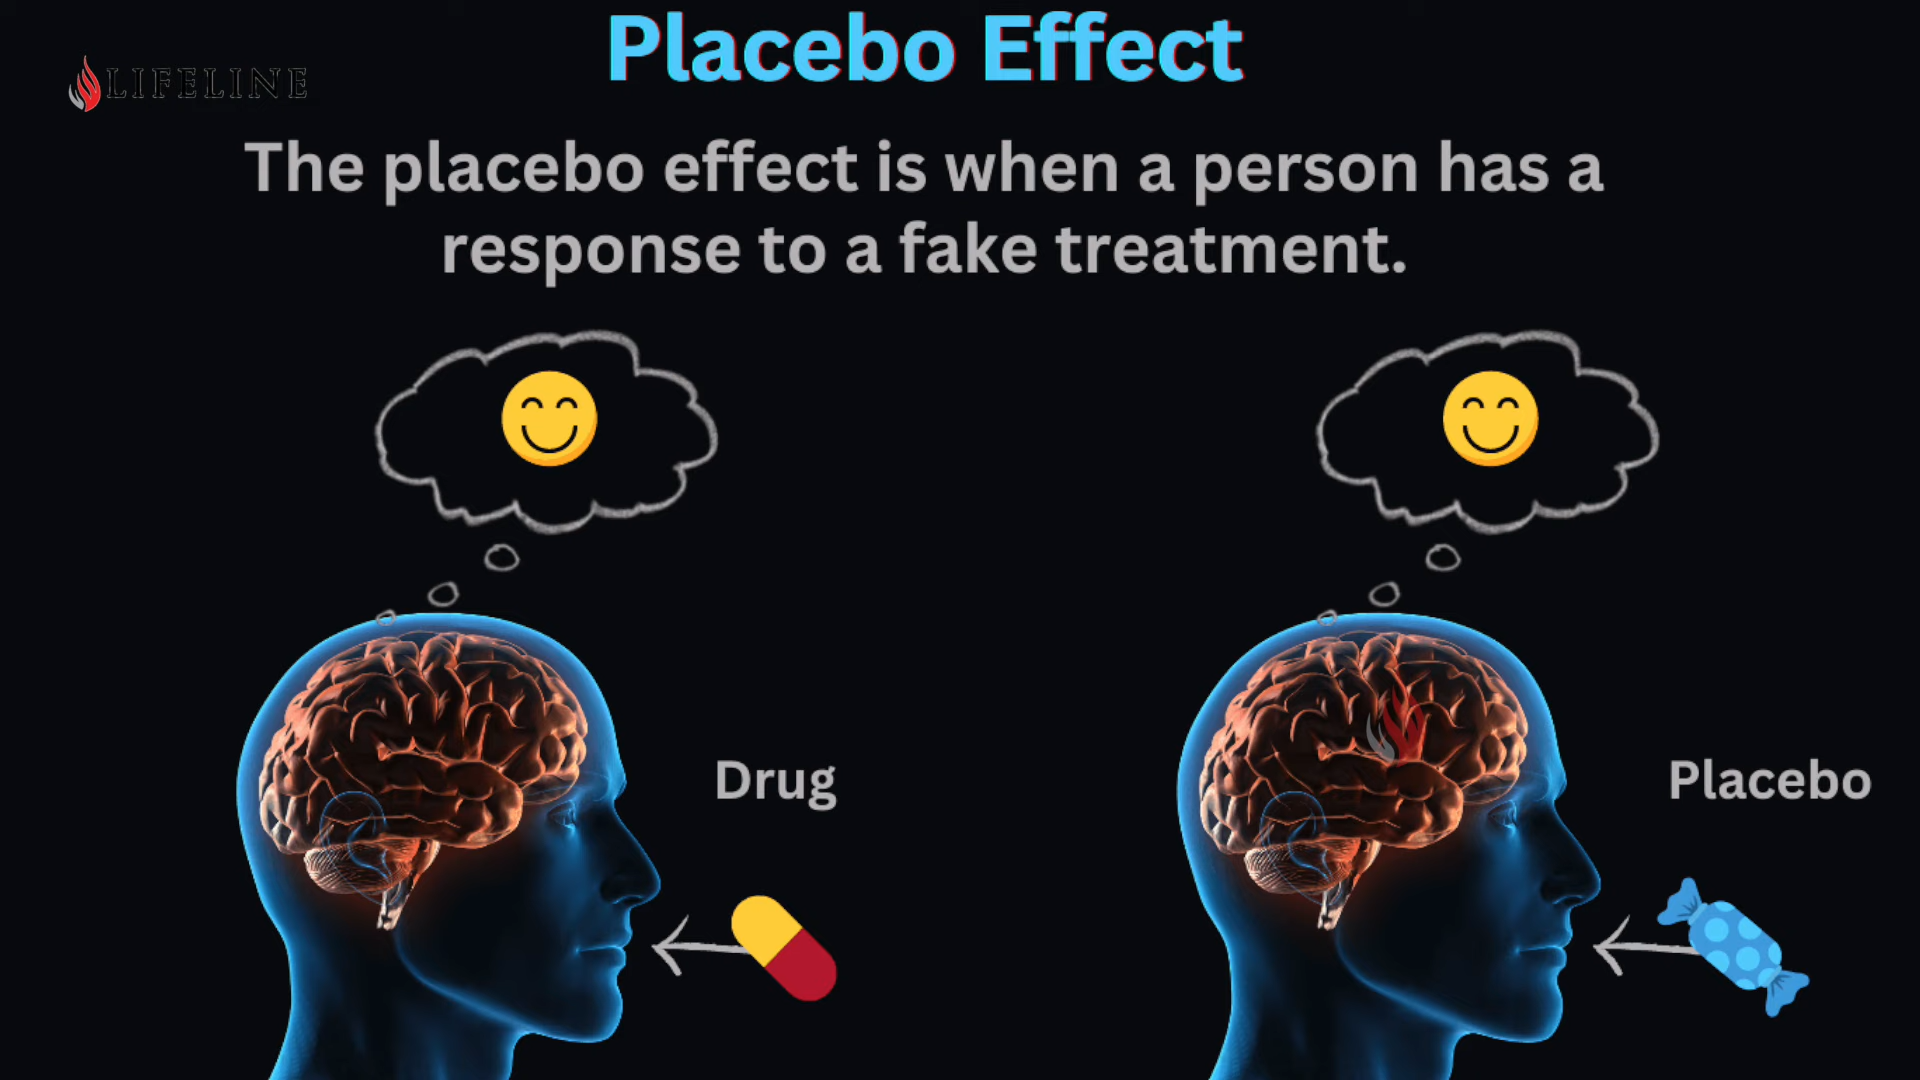 Placebo Effect
LIFELINE
The placebo effect is when a person has a
response to a fake treatment.
Drug
Placebo